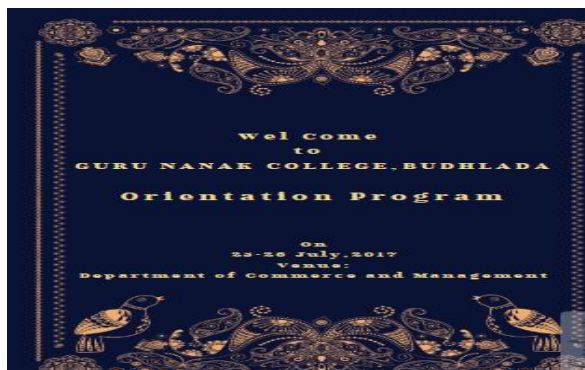 Wel Come
to
GURU NANAK COLLEGE,BUDHLADA
Orientation Program
On
25-26 July,2017
Venue:
Department of Commerce and Management